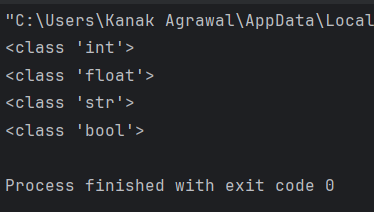 "C:\Users\Kanak Agrawal\AppData\Local
<class 'int'>
<class 'float'>
<class 'str'>
<class 'bool'>
Process finished with exit code 0